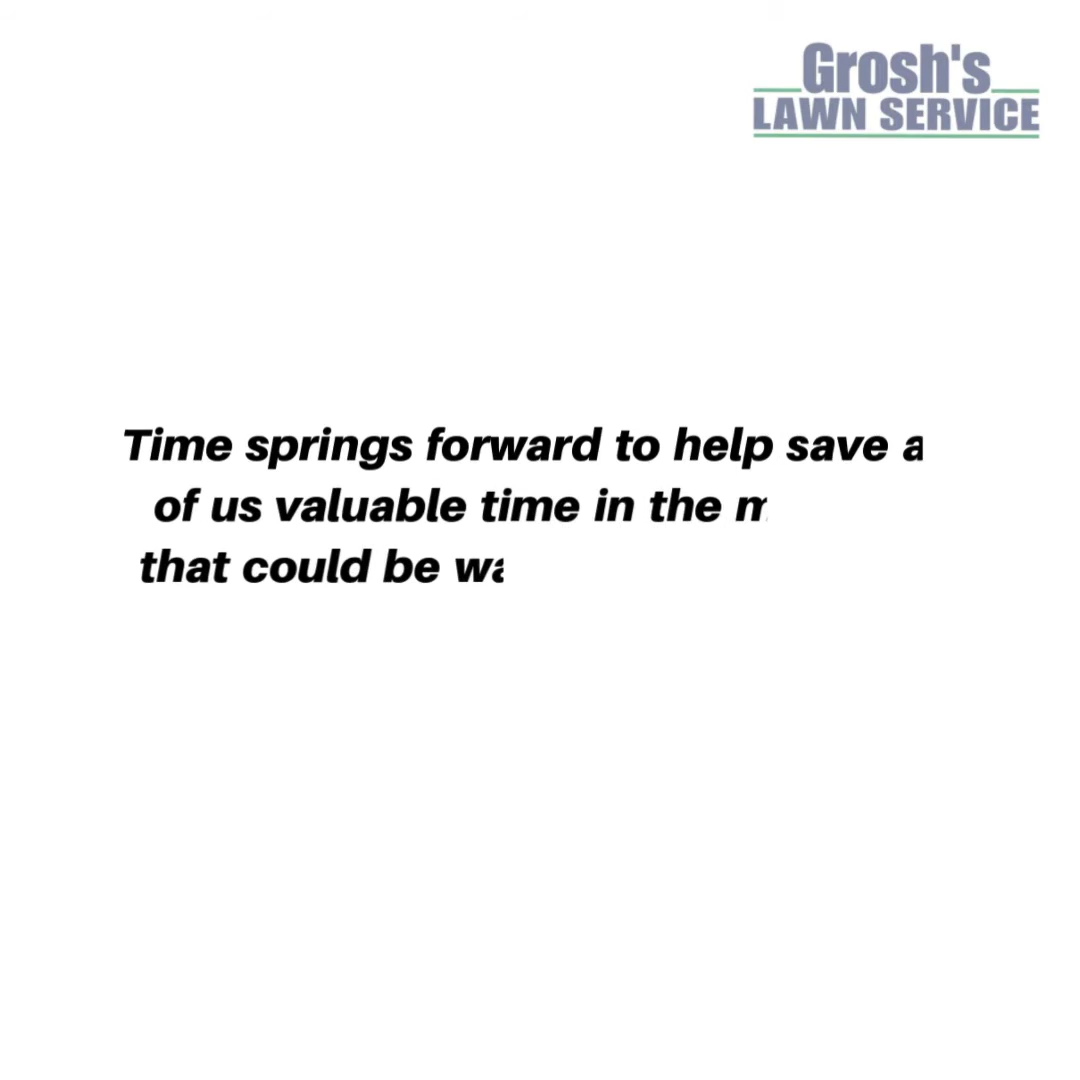 Grosh's
LAWN SERVICE
Time springs forward to help save
of us valuable time in the
that could be